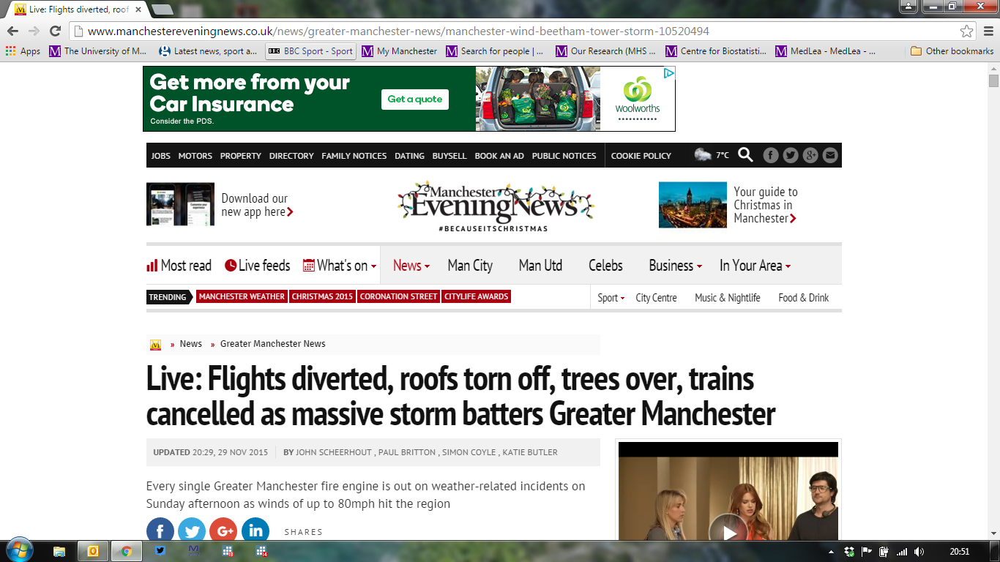 Live: Flights diverted, roof
www.manchestereveningnews.co.uk/news/greater-manchester-news/manchester-wind-beetham-tower-storm-10520494
Apps The University of M... Latest news, sport a... BBC Sport - Sport My Manchester Search for people | ... Our Research (MHS ... Centre for Biostatisti... MedLea - MedLea - ... Other bookmarks
Get more from your
Car Insurance
Consider the PDS.
Get a quote
WOOLWORTHS
JOBS MOTORS PROPERTY DIRECTORY FAMILY NOTICES DATING BUYSELL BOOK AN AD PUBLIC NOTICES COOKIE POLICY 7°C
Download our
new app here
Manchester
Evening News
#BECAUSEITSCHRISTMAS
Your guide to
Christmas in
Manchester
Most read Live feeds What's on News Man City Man Utd Celebs Business In Your Area
TRENDING MANCHESTER WEATHER CHRISTMAS 2015 CORONATION STREET CITYLIFE AWARDS Sport City Centre Music & Nightlife Food & Drink
» News » Greater Manchester News
Live: Flights diverted, roofs torn off, trees over, trains
cancelled as massive storm batters Greater Manchester
UPDATED 20:29, 29 NOV 2015 BY JOHN SCHEERHOUT , PAUL BRITTON , SIMON COYLE , KATIE BUTLER
Every single Greater Manchester fire engine is out on weather-related incidents on
Sunday afternoon as winds of up to 80mph hit the region
SHARES
20:51